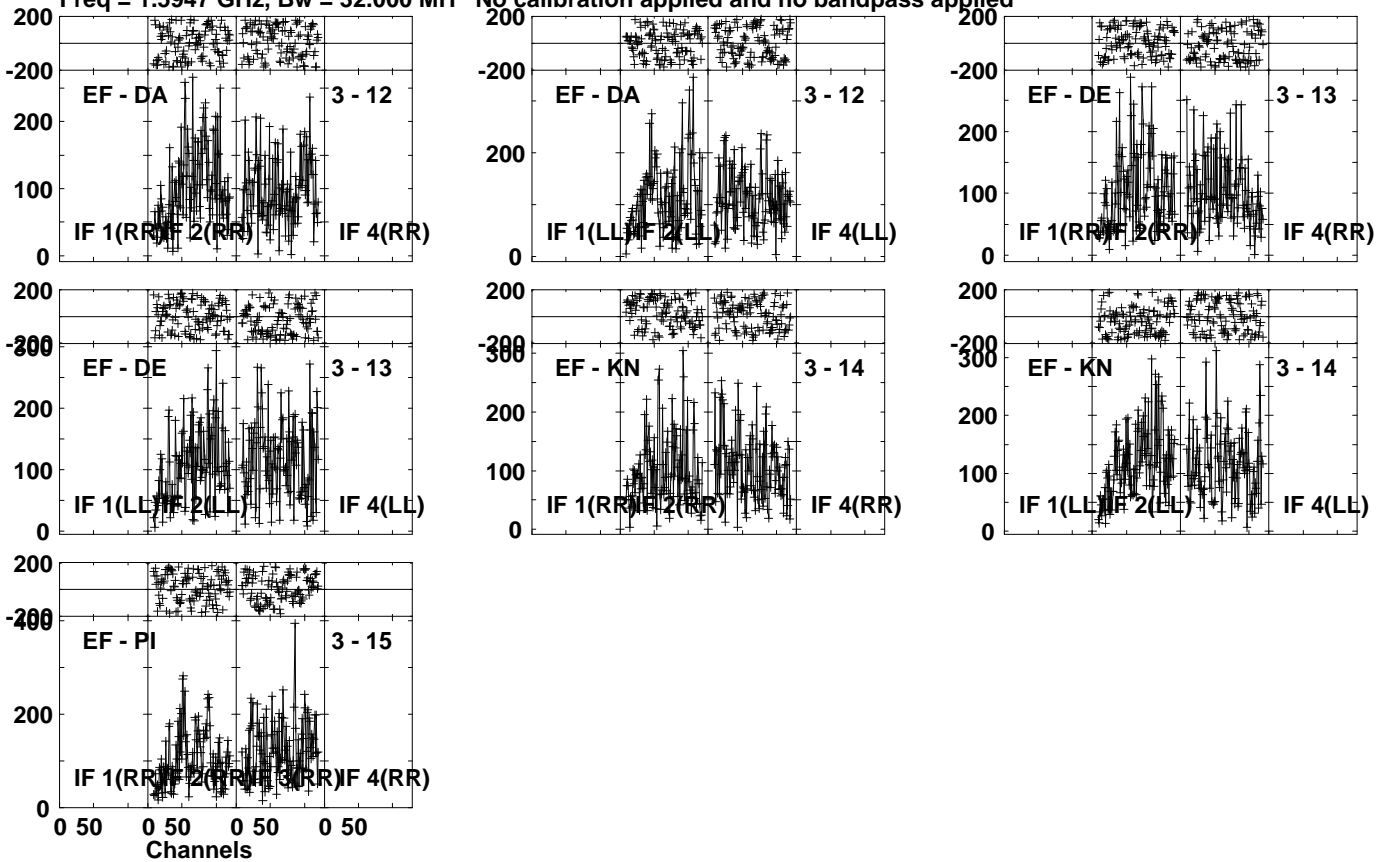 Freq = 1.5947 GHz, Bw = 32.000 MH No calibration applied and no bandpass applied
200 200 200
-200 -200 -200
EF - DA 3 - 12 EF - DA 3 - 12 EF - DE 3 - 13
200 200 200
100 100
IF 1(RR) IF 2(RR) IF 4(RR) IF 1(LL) IF 2(LL) IF 4(LL) IF 1(RR) IF 2(RR) IF 4(RR)
0 0 0
200 200 200
-200 -200 -200
300 300 300
EF - DE 3 - 13 EF - KN 3 - 14 EF - KN 3 - 14
200 200 200
100 100 100
IF 1(LL) IF 2(LL) IF 4(LL) IF 1(RR) IF 2(RR) IF 4(RR) IF 1(LL) IF 2(LL) IF 4(LL)
0 0 0
200
-200
400
EF - PI 3 - 15
200
IF 1(RR) IF 2(RR) IF 3(RR) IF 4(RR)
0
0 50 0 50 0 50 0 50
Channels